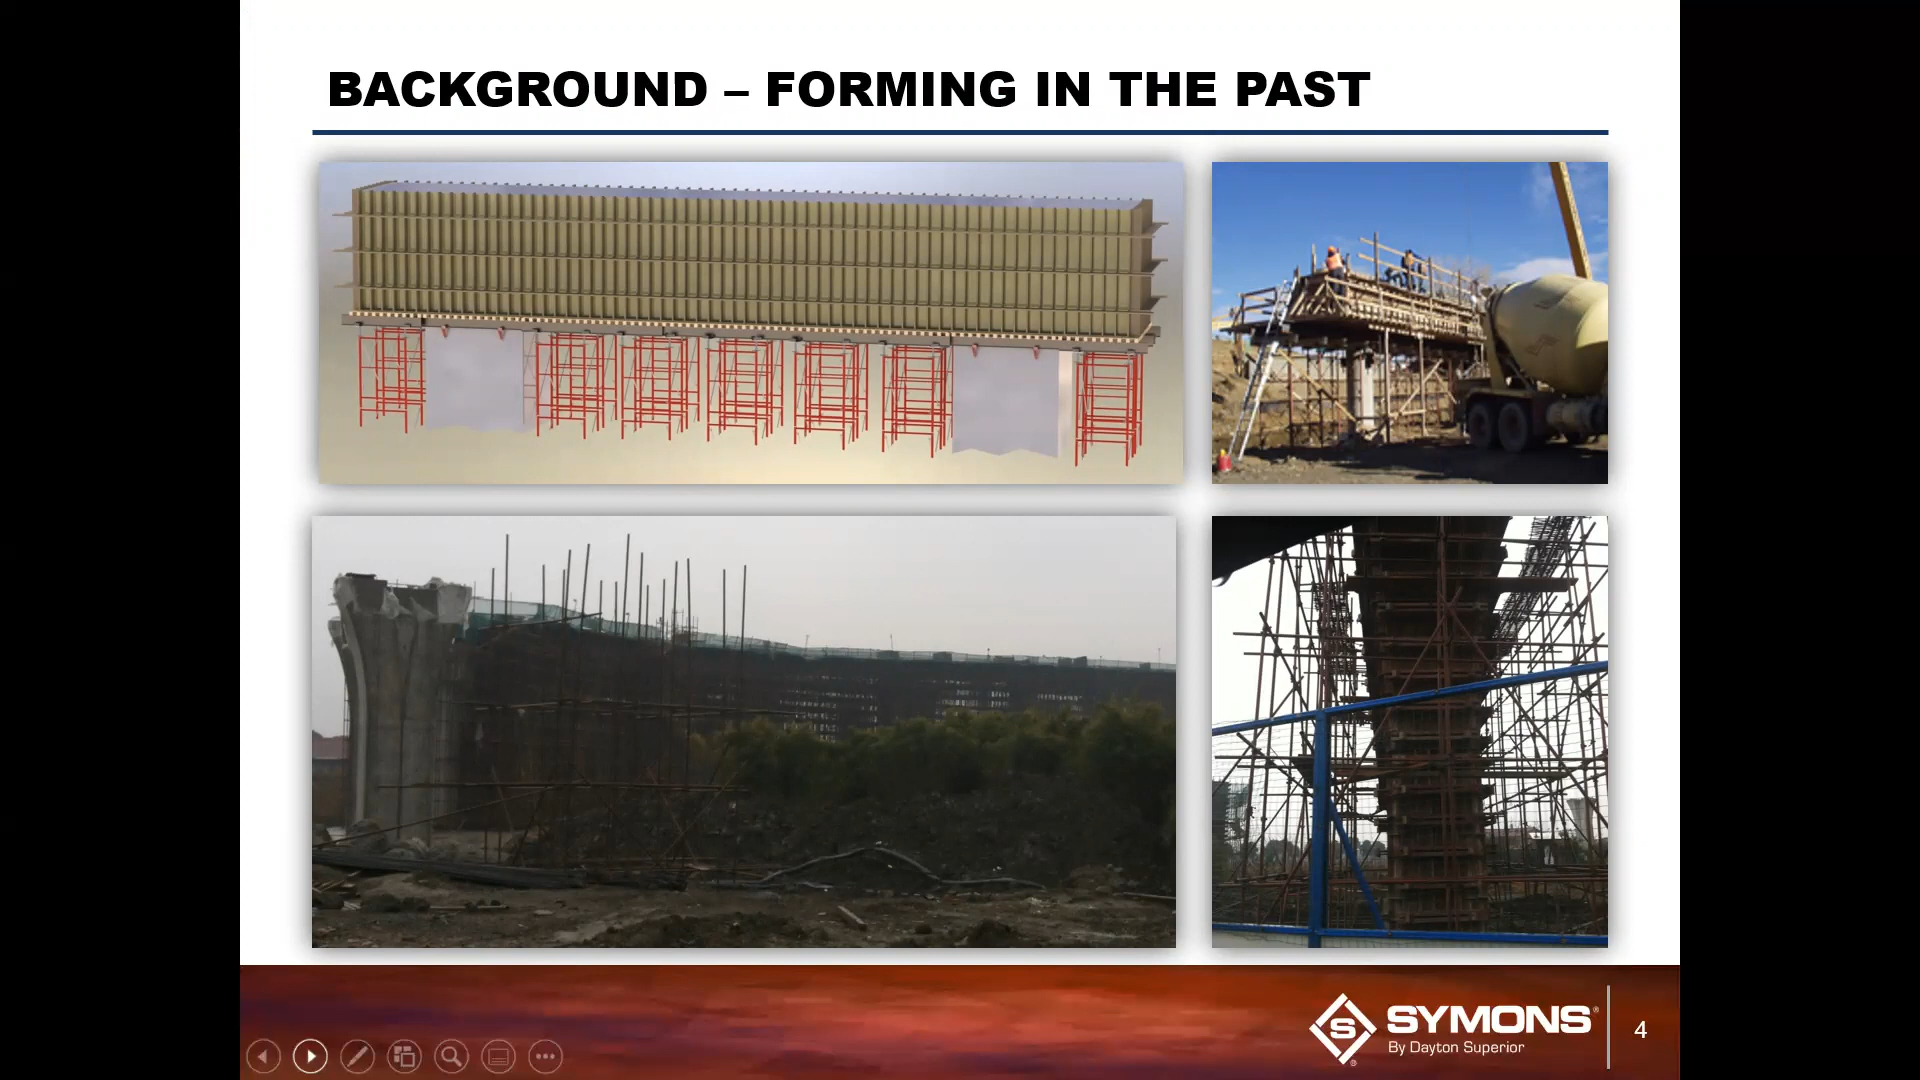 BACKGROUND – FORMING IN THE PAST
S SYMONS®
By Dayton Superior
®
4